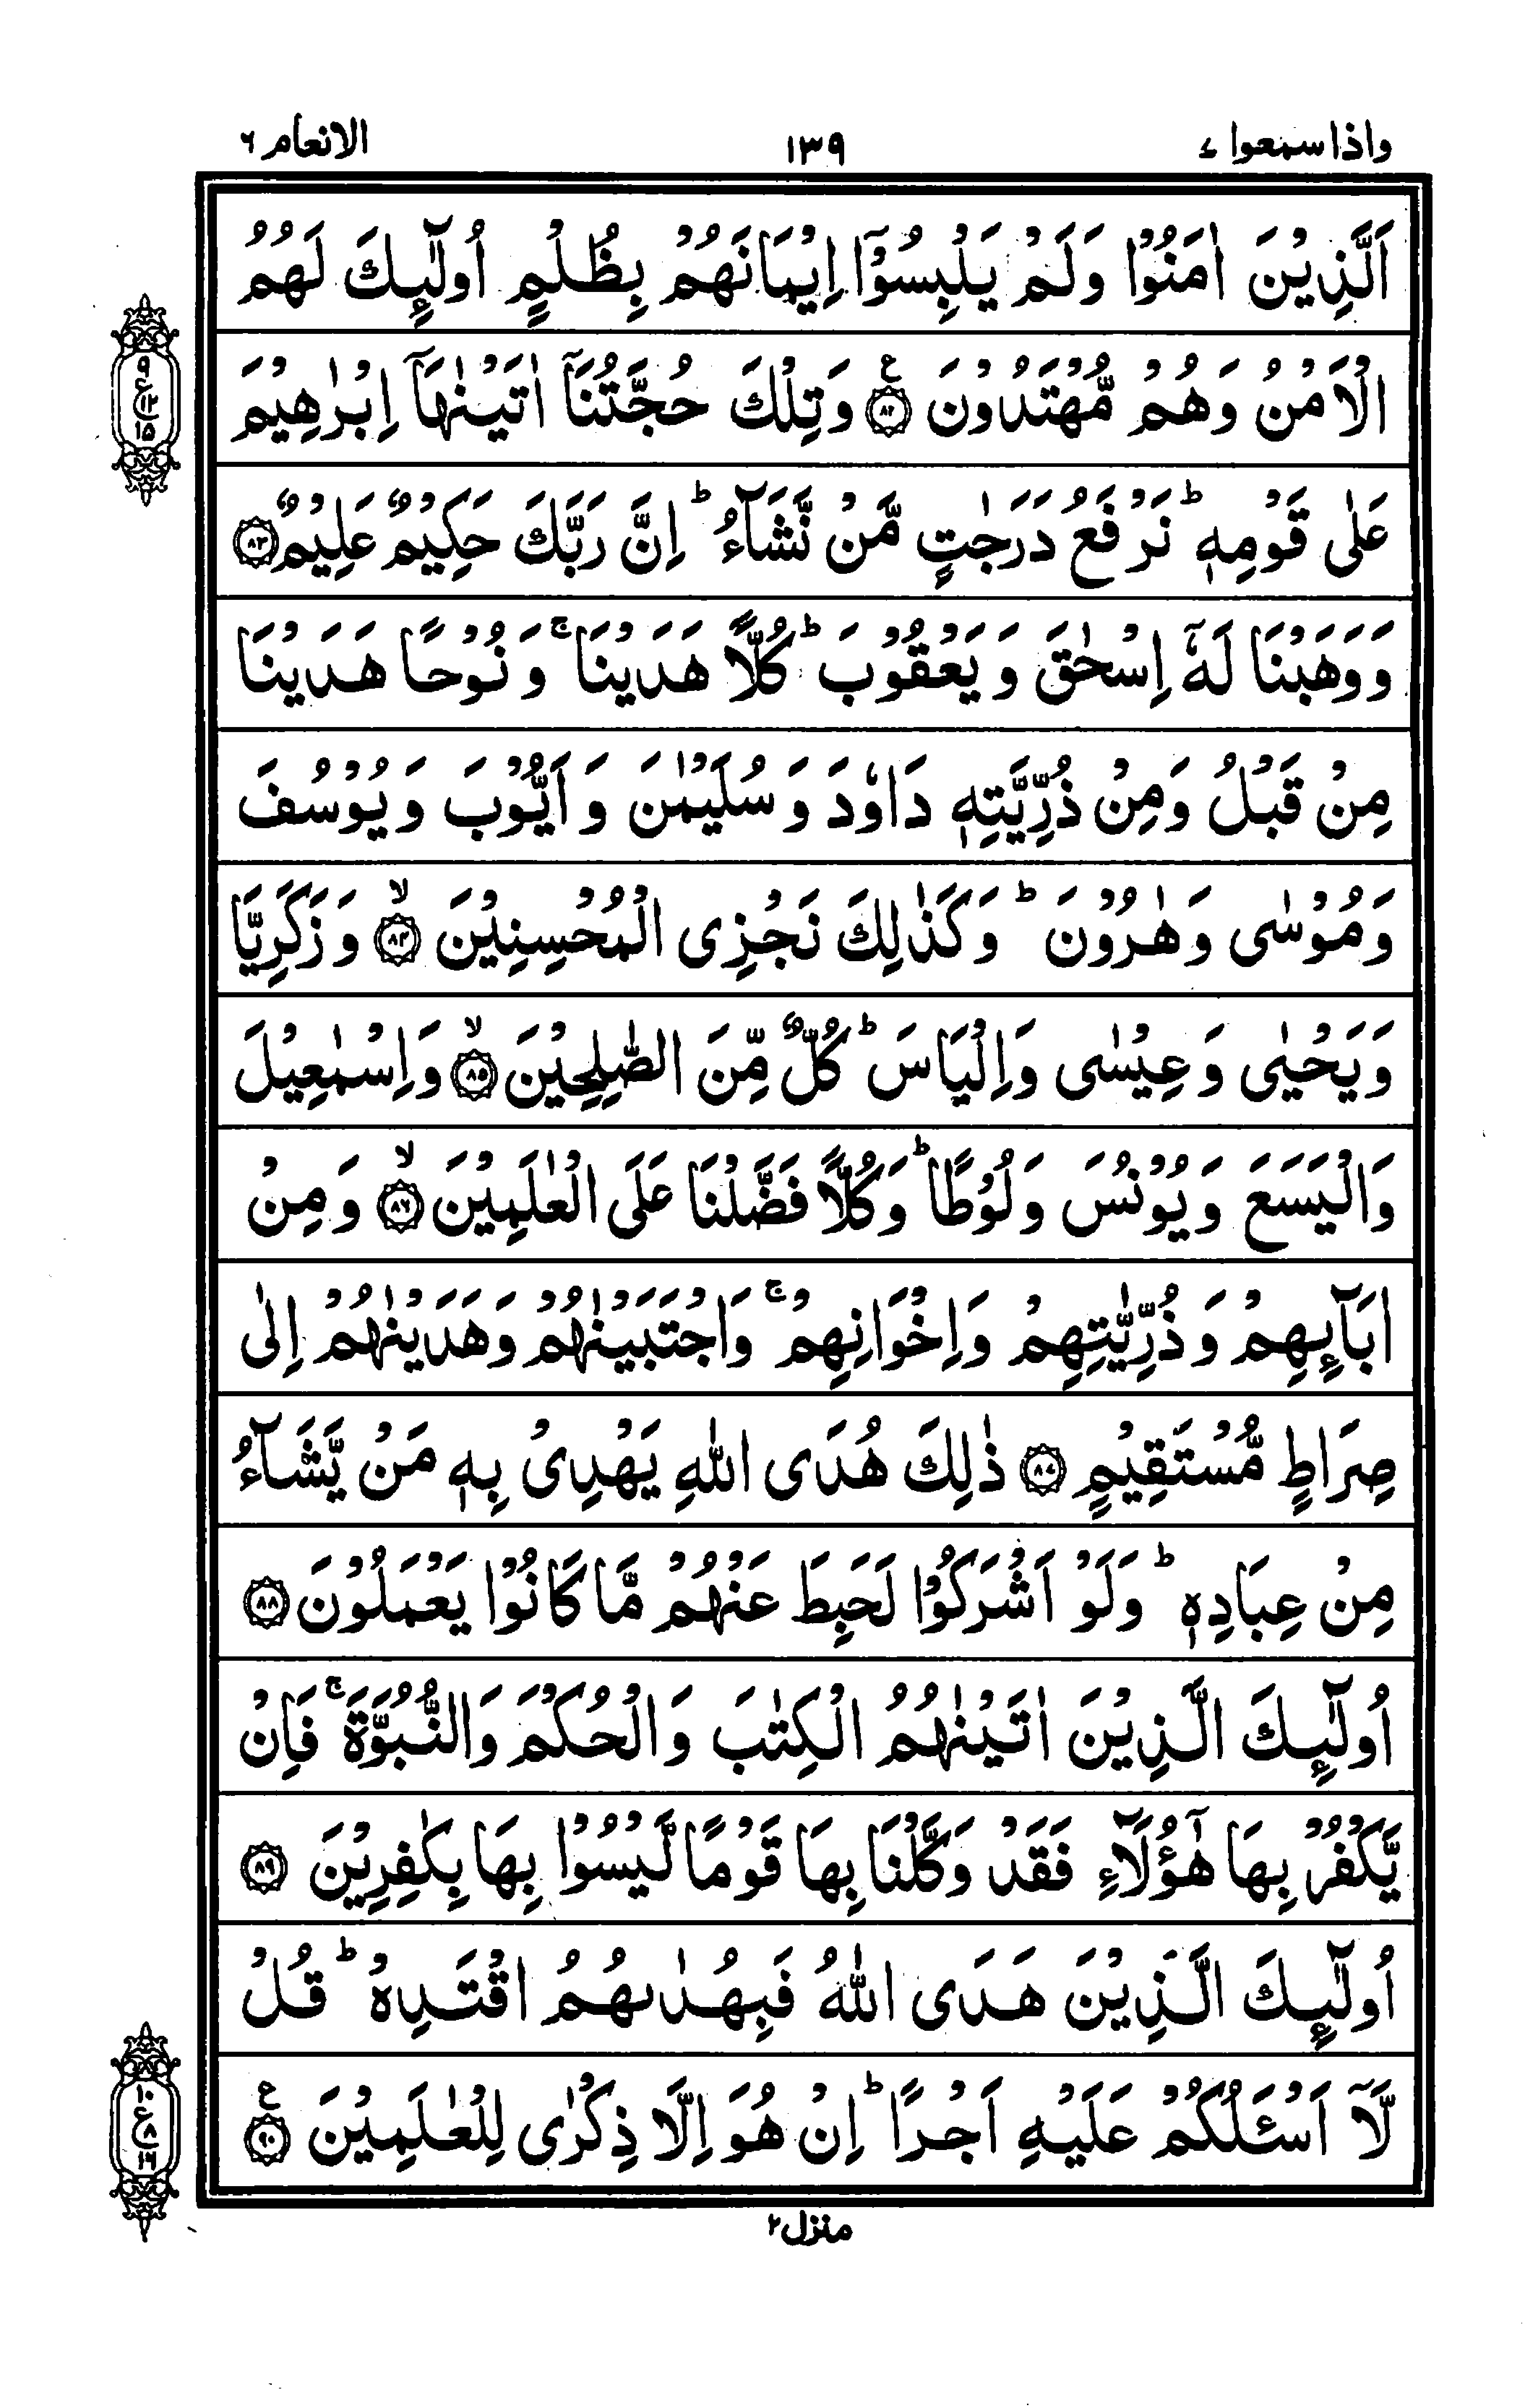 واذا سمعوا ۷
۱۳۹
الانعام ۶
اَلَّذِيْنَ اٰمَنُوْا وَلَمْ يَلْبِسُوْٓا اِيْمَانَهُمْ بِظُلْمٍ اُولٰٓئِكَ لَهُمُ
الْاَمْنُ وَهُمْ مُّهْتَدُوْنَ ۝۸۲ ع وَتِلْكَ حُجَّتُنَآ اٰتَيْنٰهَآ اِبْرٰهِيْمَ
عَلٰى قَوْمِهٖ ؕ نَرْفَعُ دَرَجٰتٍ مَّنْ نَّشَآءُ ؕ اِنَّ رَبَّكَ حَكِيْمٌ عَلِيْمٌ ۝۸۳
وَوَهَبْنَا لَهٗٓ اِسْحٰقَ وَيَعْقُوْبَ ؕ كُلًّا هَدَيْنَا ۚ وَنُوْحًا هَدَيْنَا
مِنْ قَبْلُ وَمِنْ ذُرِّيَّتِهٖ دَاوٗدَ وَسُلَيْمٰنَ وَاَيُّوْبَ وَيُوْسُفَ
وَمُوْسٰى وَهٰرُوْنَ ؕ وَكَذٰلِكَ نَجْزِى الْمُحْسِنِيْنَ ۝۸۴ ۙ وَزَكَرِيَّا
وَيَحْيٰى وَعِيْسٰى وَاِلْيَاسَ ؕ كُلٌّ مِّنَ الصّٰلِحِيْنَ ۝۸۵ ۙ وَاِسْمٰعِيْلَ
وَالْيَسَعَ وَيُوْنُسَ وَلُوْطًا ؕ وَكُلًّا فَضَّلْنَا عَلَى الْعٰلَمِيْنَ ۝۸۶ ۙ وَمِنْ
اٰبَآئِهِمْ وَذُرِّيّٰتِهِمْ وَاِخْوَانِهِمْ ۚ وَاجْتَبَيْنٰهُمْ وَهَدَيْنٰهُمْ اِلٰى
صِرَاطٍ مُّسْتَقِيْمٍ ۝۸۷ ذٰلِكَ هُدَى اللّٰهِ يَهْدِىْ بِهٖ مَنْ يَّشَآءُ
مِنْ عِبَادِهٖ ؕ وَلَوْ اَشْرَكُوْا لَحَبِطَ عَنْهُمْ مَّا كَانُوْا يَعْمَلُوْنَ ۝۸۸
اُولٰٓئِكَ الَّذِيْنَ اٰتَيْنٰهُمُ الْكِتٰبَ وَالْحُكْمَ وَالنُّبُوَّةَ ۚ فَاِنْ
يَّكْفُرْ بِهَا هٰٓؤُلَآءِ فَقَدْ وَكَّلْنَا بِهَا قَوْمًا لَّيْسُوْا بِهَا بِكٰفِرِيْنَ ۝۸۹
اُولٰٓئِكَ الَّذِيْنَ هَدَى اللّٰهُ فَبِهُدٰىهُمُ اقْتَدِهْ ؕ قُلْ
لَّآ اَسْئَلُكُمْ عَلَيْهِ اَجْرًا ؕ اِنْ هُوَ اِلَّا ذِكْرٰى لِلْعٰلَمِيْنَ ۝۹۰ ع
۹
ع
۱۵
۱۰
ع
۸
۱۶
منزل ۲